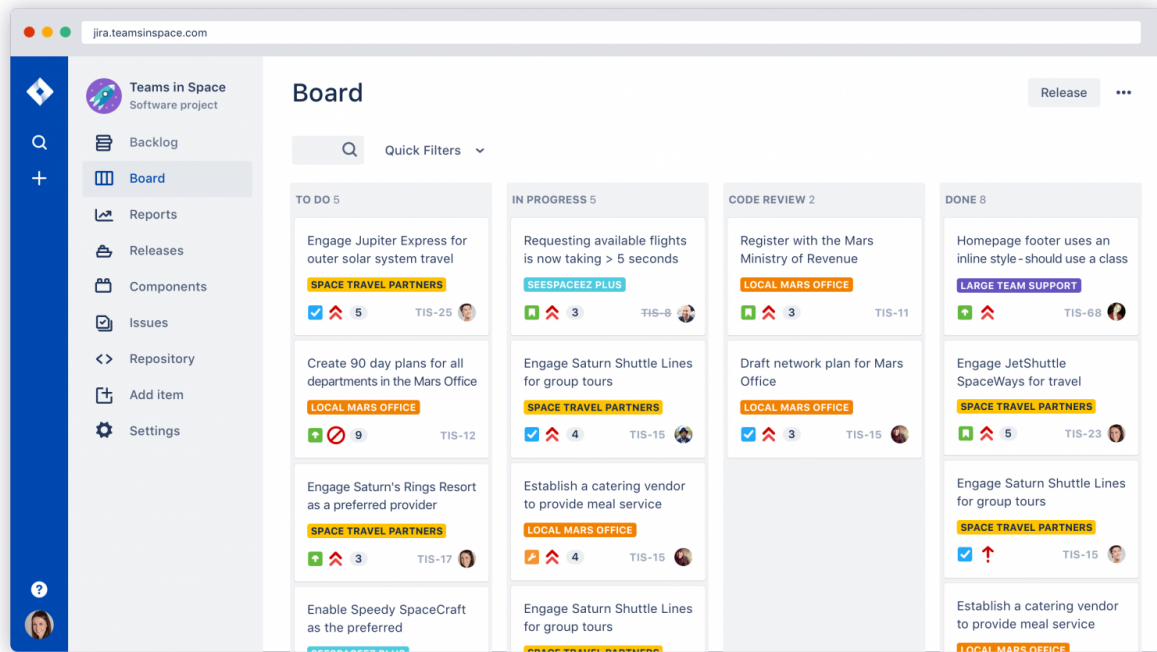 jira.teamsinspace.com
Teams in Space
Software project
Backlog
Board
Reports
Releases
Components
Issues
Repository
Add item
Settings
?
Board
Release
Quick Filters
TO DO 5
Engage Jupiter Express for
outer solar system travel
SPACE TRAVEL PARTNERS
5 TIS-25
Create 90 day plans for all
departments in the Mars Office
LOCAL MARS OFFICE
9 TIS-12
Engage Saturn's Rings Resort
as a preferred provider
SPACE TRAVEL PARTNERS
3 TIS-17
Enable Speedy SpaceCraft
as the preferred
SEESPACEEZ PLUS
IN PROGRESS 5
Requesting available flights
is now taking > 5 seconds
SEESPACEEZ PLUS
3 TIS-8
Engage Saturn Shuttle Lines
for group tours
SPACE TRAVEL PARTNERS
4 TIS-15
Establish a catering vendor
to provide meal service
LOCAL MARS OFFICE
4 TIS-15
Engage Saturn Shuttle Lines
for group tours
SPACE TRAVEL PARTNERS
CODE REVIEW 2
Register with the Mars
Ministry of Revenue
LOCAL MARS OFFICE
3 TIS-11
Draft network plan for Mars
Office
LOCAL MARS OFFICE
3 TIS-15
DONE 8
Homepage footer uses an
inline style - should use a class
LARGE TEAM SUPPORT
TIS-68
Engage JetShuttle
SpaceWays for travel
SPACE TRAVEL PARTNERS
5 TIS-23
Engage Saturn Shuttle Lines
for group tours
SPACE TRAVEL PARTNERS
TIS-15
Establish a catering vendor
to provide meal service
LOCAL MARS OFFICE